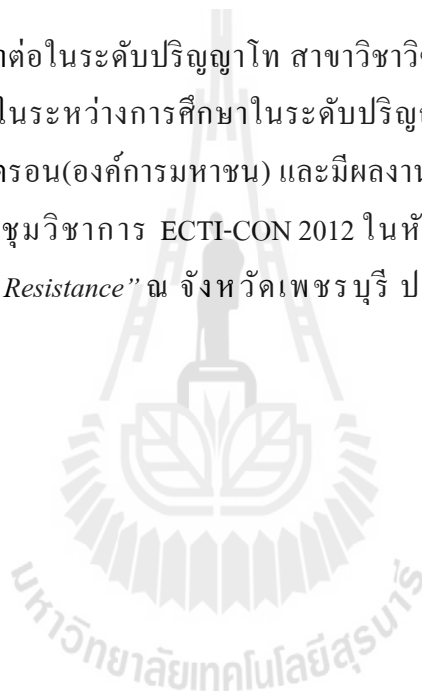 าต่อในระดับปริญญาโท สาขาวิชาวิ
ในระหว่างการศึกษาในระดับปริญ
ครอน(องค์การมหาชน) และมีผลงาน
ชุมวิชาการ ECTI-CON 2012 ในหั
Resistance” ณ จังหวัดเพชรบุรี ป
มหาวิทยาลัยเทคโนโลยีสุรนารี